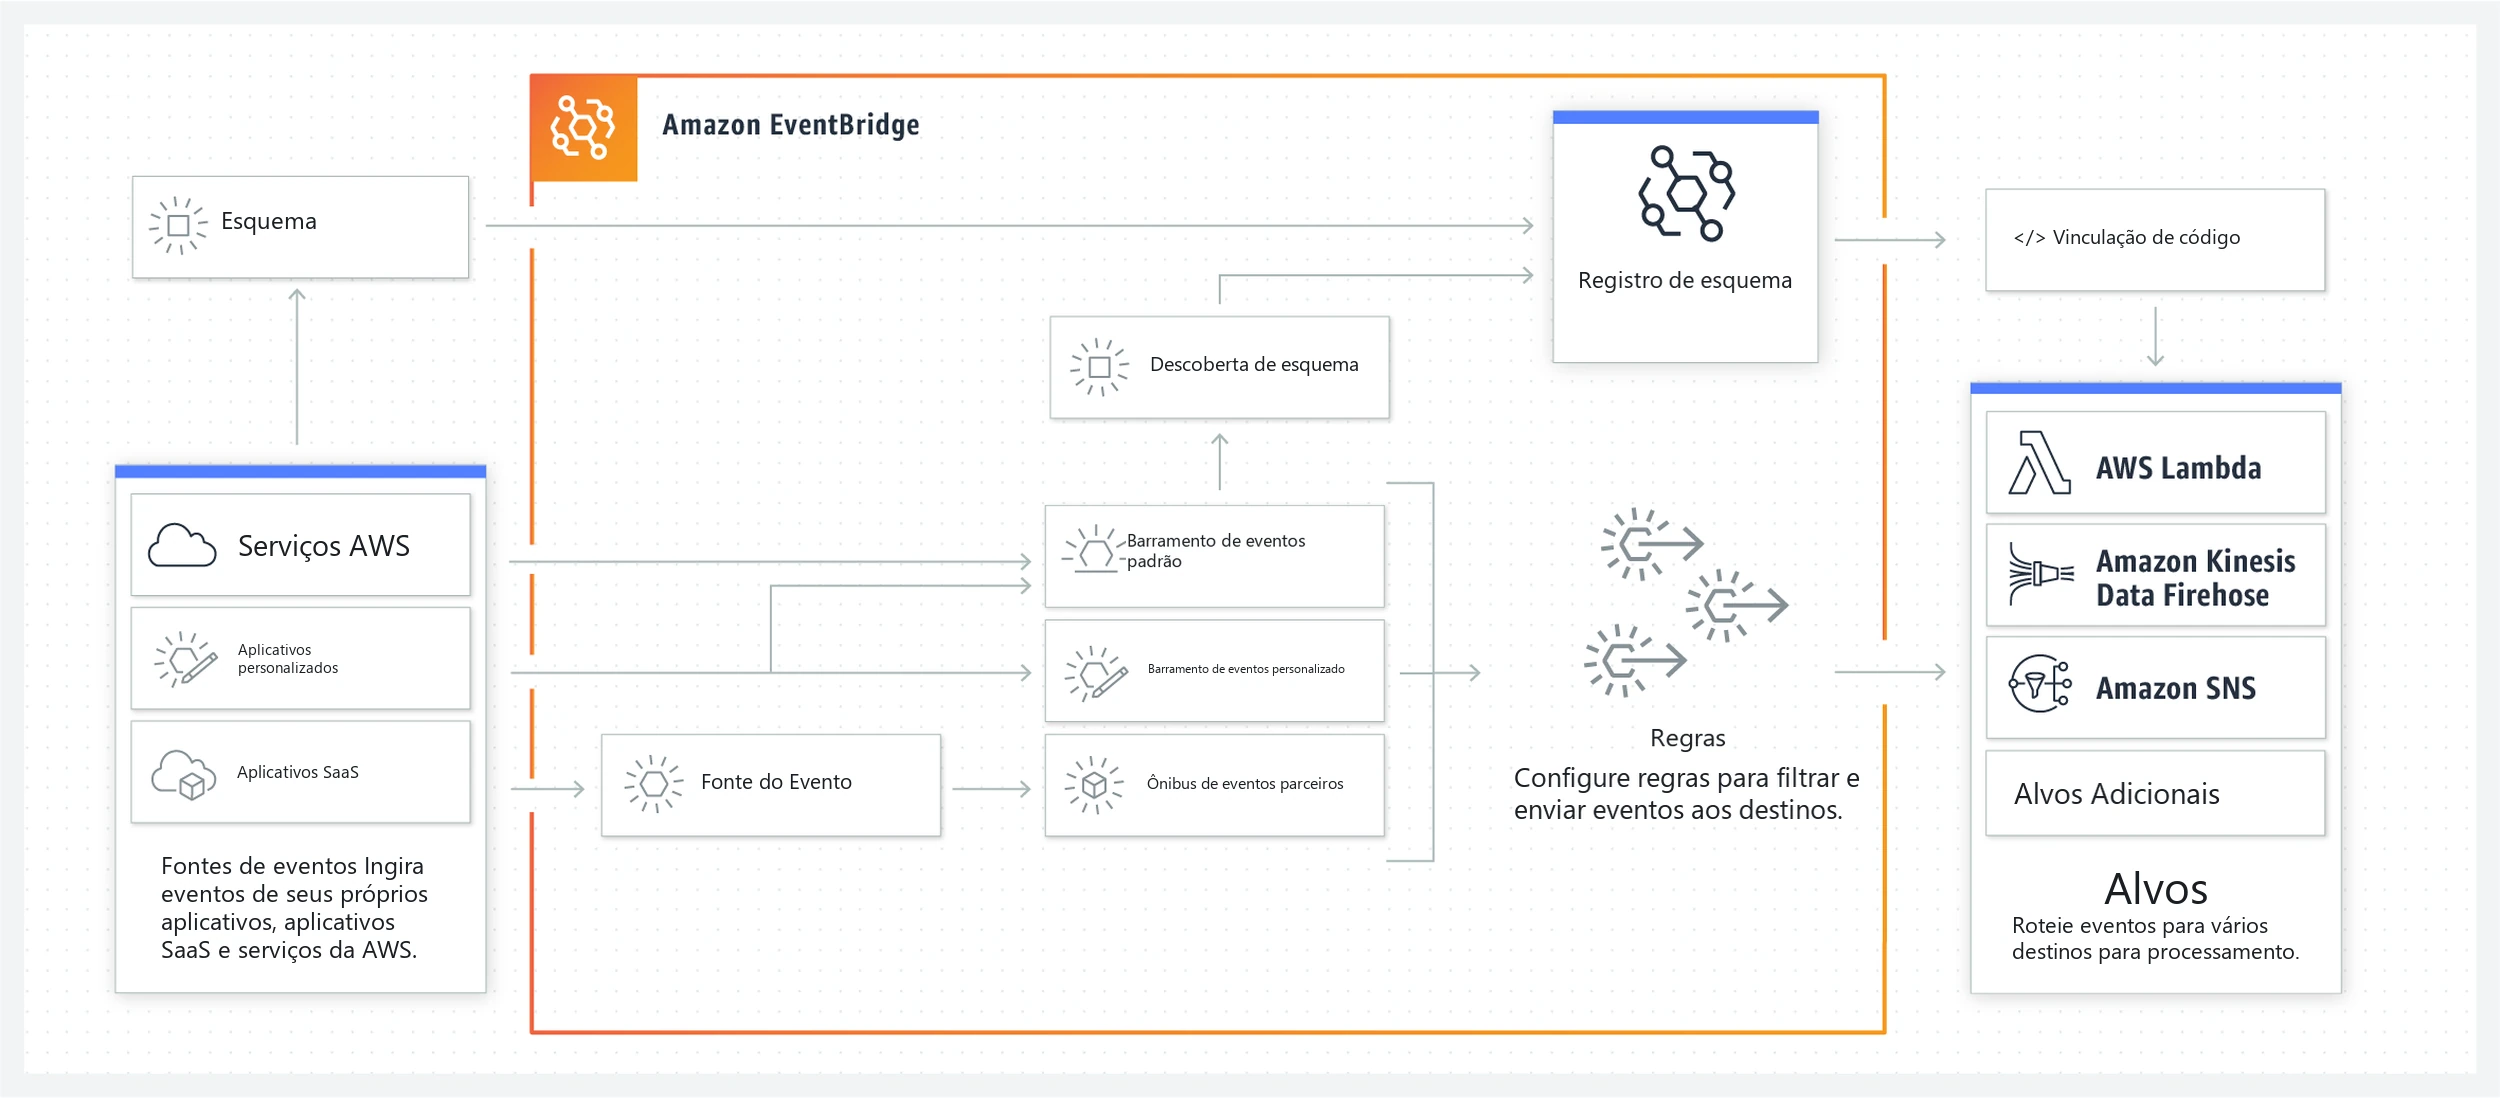 Amazon EventBridge
Esquema
Registro de esquema
</> Vinculação de código
Descoberta de esquema
Serviços AWS
Aplicativos
personalizados
Aplicativos SaaS
Fontes de eventos Ingira
eventos de seus próprios
aplicativos, aplicativos
SaaS e serviços da AWS.
Fonte do Evento
Barramento de eventos
padrão
Barramento de eventos personalizado
Ônibus de eventos parceiros
Regras
Configure regras para filtrar e
enviar eventos aos destinos.
AWS Lambda
Amazon Kinesis
Data Firehose
Amazon SNS
Alvos Adicionais
Alvos
Roteie eventos para vários
destinos para processamento.